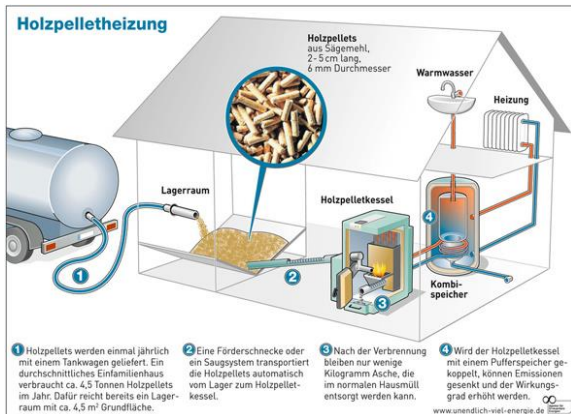 Holzpelletheizung
Holzpellets
aus Sägemehl,
2-5cm lang,
6 mm Durchmesser
Warmwasser
Heizung
Lagerraum
Holzpelletkessel
4
2
1
3
Kombi-
speicher
1 Holzpellets werden einmal jährlich
mit einem Tankwagen geliefert. Ein
durchschnittliches Einfamilienhaus
verbraucht ca. 4,5 Tonnen Holzpellets
im Jahr. Dafür reicht bereits ein Lager-
raum mit ca. 4,5 m² Grundfläche.
2 Eine Förderschnecke oder
ein Saugsystem transportiert
die Holzpellets automatisch
vom Lager zum Holzpellet-
kessel.
3 Nach der Verbrennung
bleiben nur wenige
Kilogramm Asche, die
im normalen Hausmüll
entsorgt werden kann.
4 Wird der Holzpelletkessel
mit einem Pufferspeicher ge-
koppelt, können Emissionen
gesenkt und der Wirkungs-
grad erhöht werden.
www.unendlich-viel-energie.de